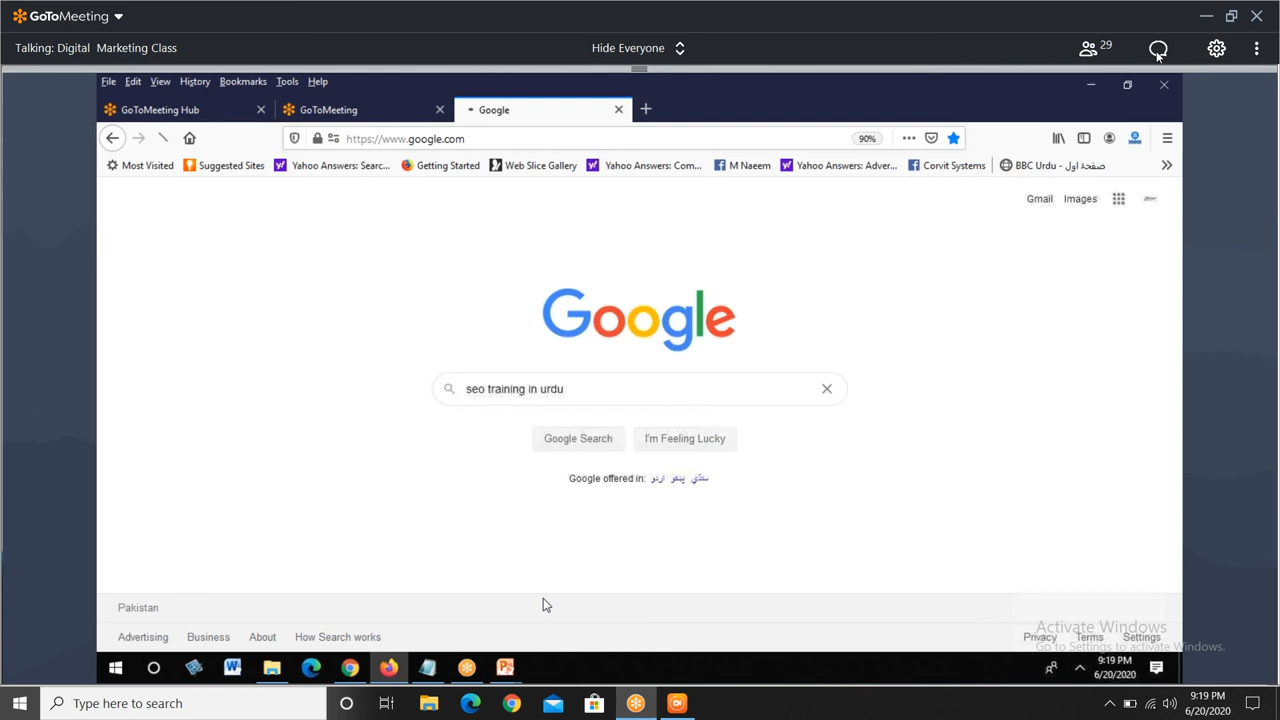 GoToMeeting
Talking: Digital Marketing Class
Hide Everyone
29
File Edit View History Bookmarks Tools Help
GoToMeeting Hub
GoToMeeting
Google
https://www.google.com
90%
Most Visited
Suggested Sites
Yahoo Answers: Searc...
Getting Started
Web Slice Gallery
Yahoo Answers: Com...
M Naeem
Yahoo Answers: Adver...
Corvit Systems
صفحۂ اول - BBC Urdu
Gmail Images
Google
seo training in urdu
Google Search
I'm Feeling Lucky
Google offered in: اردو پښتو سنڌي
Pakistan
Advertising Business About How Search works
Privacy Terms Settings
Activate Windows
Go to Settings to activate Windows.
9:19 PM
6/20/2020
Type here to search
9:19 PM
6/20/2020